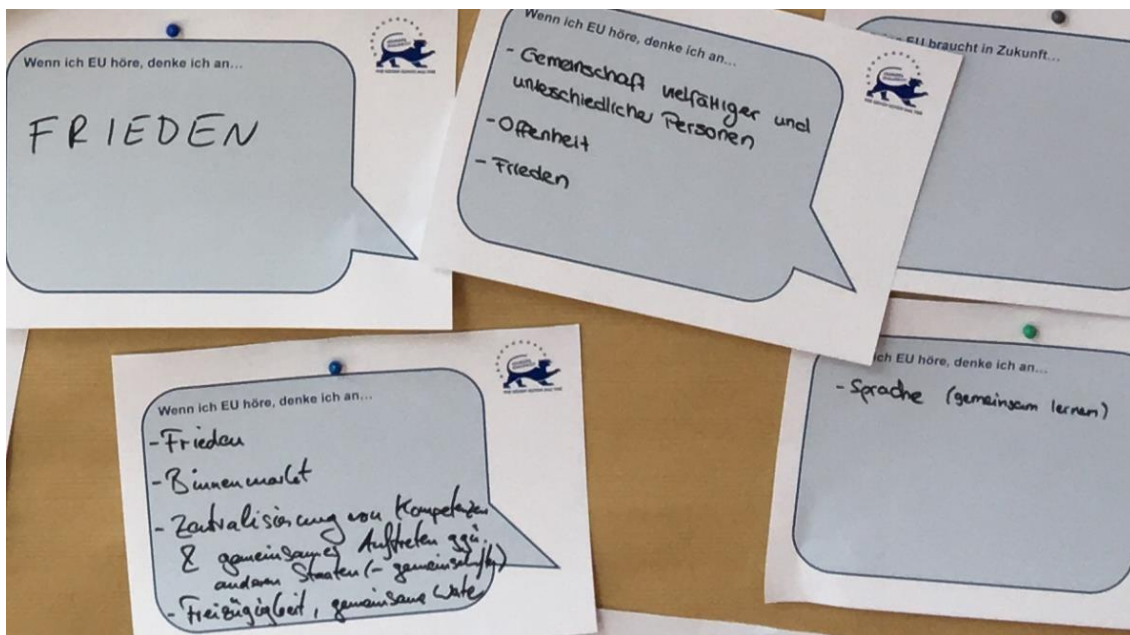 Wenn ich EU höre, denke ich an...
FRIEDEN
Wenn ich EU höre, denke ich an...
- Gemeinschaft vielfältiger und
unterschiedlicher Personen
- Offenheit
- Frieden
EU braucht in Zukunft...
Wenn ich EU höre, denke ich an...
- Frieden
- Binnenmarkt
- Zentralisierung von Kompetenzen
& gemeinsames Auftreten ggü.
anderen Staaten
- Freizügigkeit, gemeinsame Werte
ich EU höre, denke ich an...
- Sprache (gemeinsam lernen)